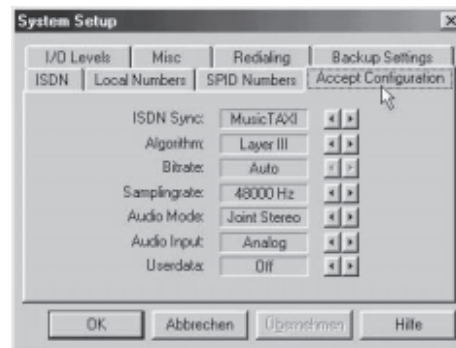 System Setup
I/O Levels Misc Redialing Backup Settings
ISDN Local Numbers SPID Numbers Accept Configuration
ISDN Sync: MusicTAXI
Algorithm: Layer III
Bitrate: Auto
Samplingrate: 48000 Hz
Audio Mode: Joint Stereo
Audio Input: Analog
Userdata: Off
OK Abbrechen Übernehmen Hilfe